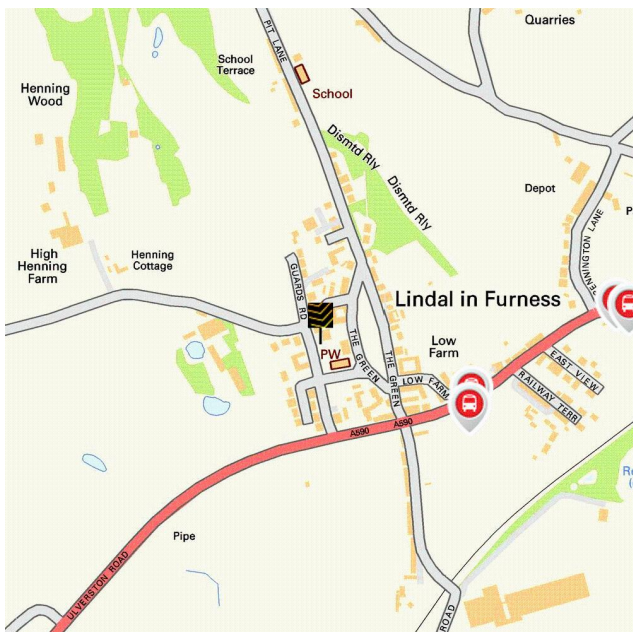 Quarries
PIT LANE
School
Terrace
Henning
Wood
School
Dismtd Rly
Dismtd Rly
Depot
P
PENNINGTON LANE
High
Henning
Farm
Henning
Cottage
GUARDS RD
Lindal in Furness
THE GREEN
THE GREEN
PW
Low
Farm
LOW FARM
EAST VIEW
RAILWAY TERR
A590
A590
Re
Pipe
ULVERSTON ROAD
ROAD